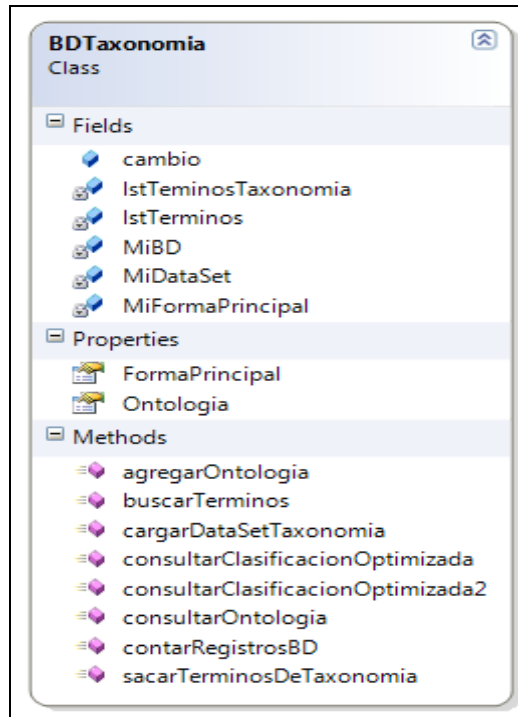 BDTaxonomia
Class
Fields
cambio
lstTeminosTaxonomia
lstTerminos
MiBD
MiDataSet
MiFormaPrincipal
Properties
FormaPrincipal
Ontologia
Methods
agregarOntologia
buscarTerminos
cargarDataSetTaxonomia
consultarClasificacionOptimizada
consultarClasificacionOptimizada2
consultarOntologia
contarRegistrosBD
sacarTerminosDeTaxonomia